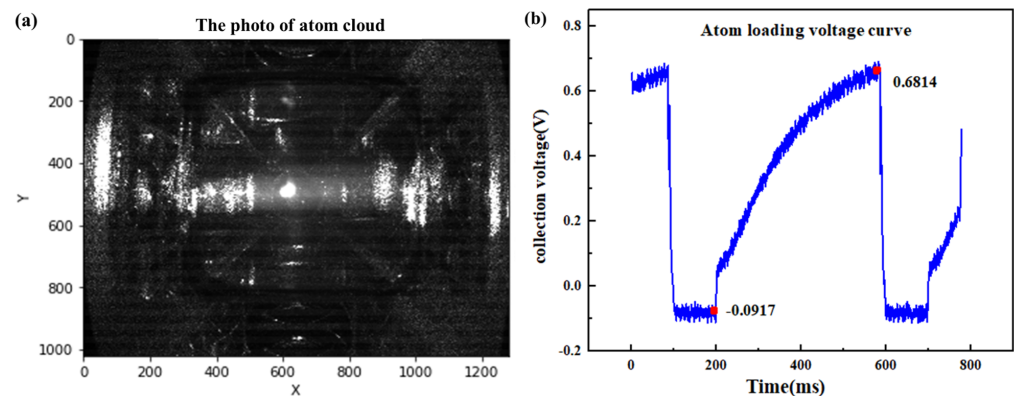 (a)
The photo of atom cloud
0
200
400
600
800
1000
Y
0 200 400 600 800 1000 1200
X
(b)
Atom loading voltage curve
0.8
0.6
0.4
0.2
0.0
-0.2
collection voltage(V)
0.6814
-0.0917
0 200 400 600 800
Time(ms)